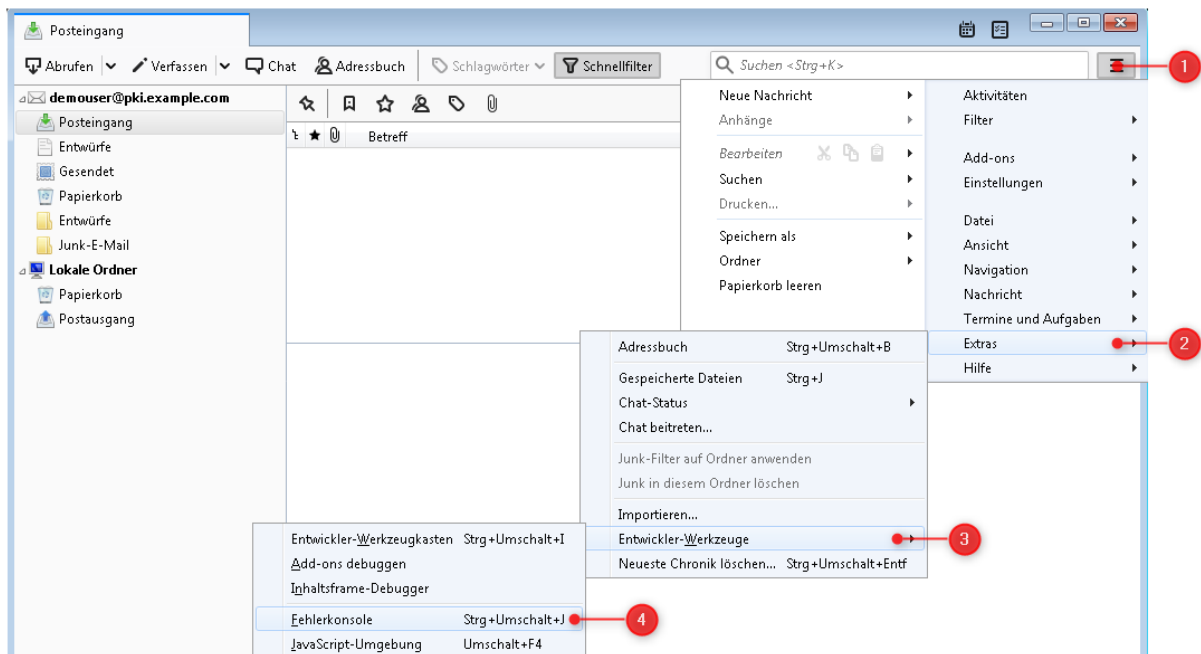 Posteingang
Abrufen
Verfassen
Chat
Adressbuch
Schlagwörter
Schnellfilter
Suchen <Strg+K>
1
demouser@pki.example.com
Posteingang
Entwürfe
Gesendet
Papierkorb
Entwürfe
Junk-E-Mail
Lokale Ordner
Papierkorb
Postausgang
Betreff
Neue Nachricht
Anhänge
Bearbeiten
Suchen
Drucken...
Speichern als
Ordner
Papierkorb leeren
Aktivitäten
Filter
Add-ons
Einstellungen
Datei
Ansicht
Navigation
Nachricht
Termine und Aufgaben
Extras
2
Hilfe
Adressbuch Strg+Umschalt+B
Gespeicherte Dateien Strg+J
Chat-Status
Chat beitreten...
Junk-Filter auf Ordner anwenden
Junk in diesem Ordner löschen
Importieren...
Entwickler-Werkzeuge
3
Neueste Chronik löschen... Strg+Umschalt+Entf
Entwickler-Werkzeugkasten Strg+Umschalt+I
Add-ons debuggen
Inhaltsframe-Debugger
Fehlerkonsole Strg+Umschalt+J
4
JavaScript-Umgebung Umschalt+F4